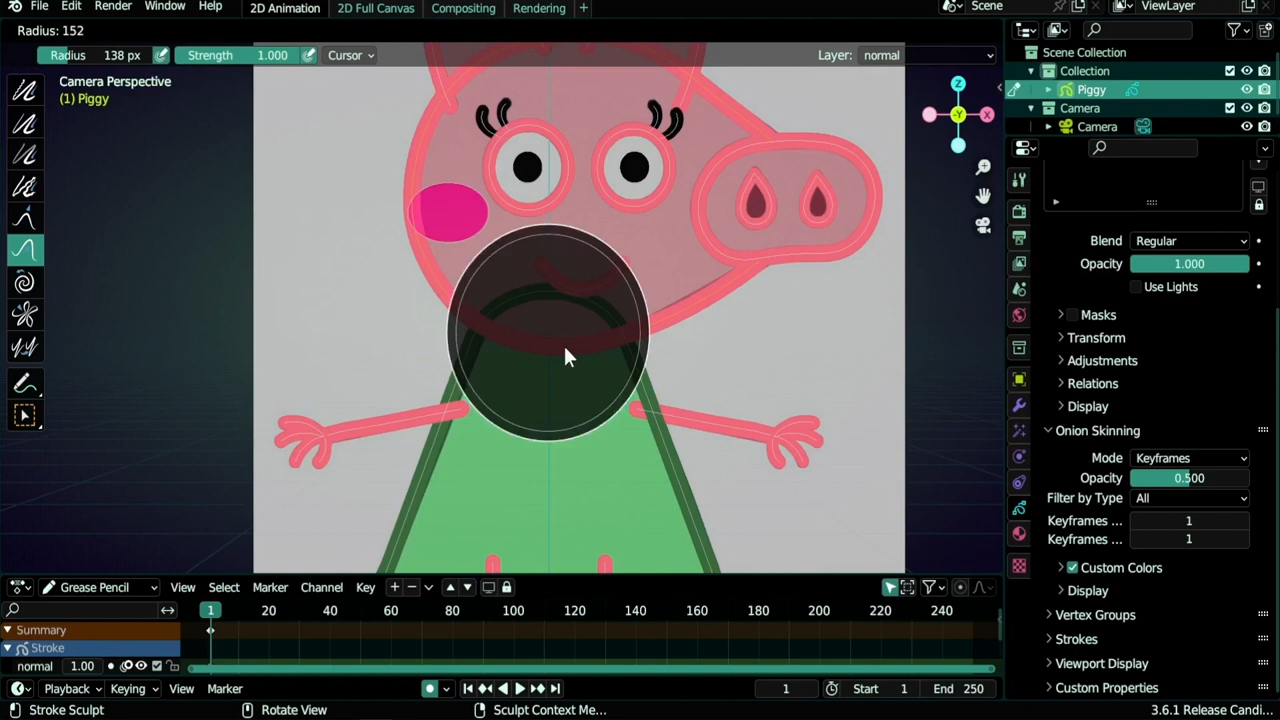 File Edit Render Window Help 2D Animation 2D Full Canvas Compositing Rendering + Scene ViewLayer
Radius: 152
Radius 138 px Strength 1.000 Cursor Layer: normal
Camera Perspective
(1) Piggy
Z
-Y X
Scene Collection
Collection
Piggy
Camera
Camera
Blend Regular
Opacity 1.000
Use Lights
Masks
Transform
Adjustments
Relations
Display
Onion Skinning
Mode Keyframes
Opacity 0.500
Filter by Type All
Keyframes ... 1
Keyframes ... 1
Custom Colors
Display
Vertex Groups
Strokes
Viewport Display
Custom Properties
Grease Pencil View Select Marker Channel Key
1 20 40 60 80 100 120 140 160 180 200 220 240
Summary
Stroke
normal 1.00
Playback Keying View Marker 1 Start 1 End 250
Stroke Sculpt Rotate View Sculpt Context Me... 3.6.1 Release Candi...